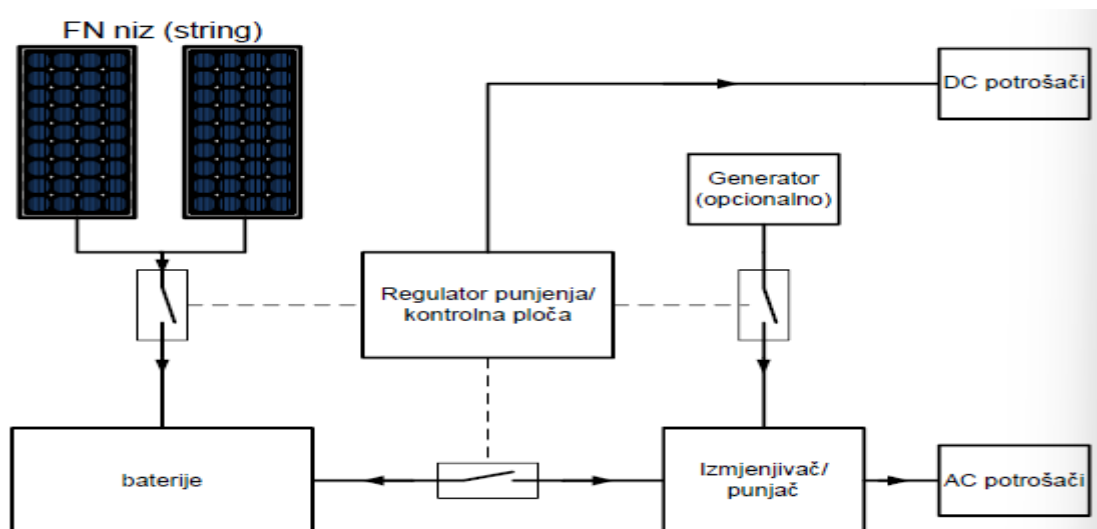 FN niz (string)
DC potrošači
Generator
(opcionalno)
Regulator punjenja/
kontrolna ploča
baterije
Izmjenjivač/
punjač
AC potrošači